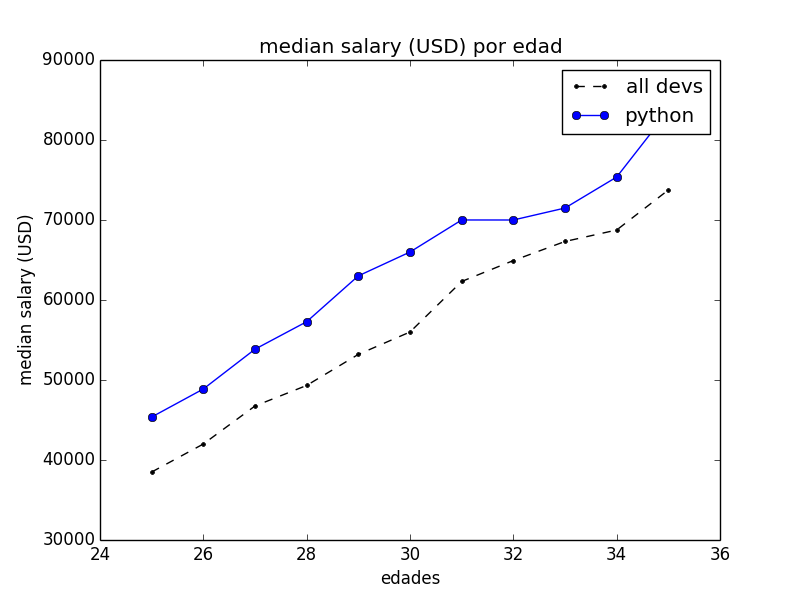 median salary (USD) por edad
90000
80000
70000
60000
50000
40000
30000
median salary (USD)
all devs
python
24 26 28 30 32 34 36
edades